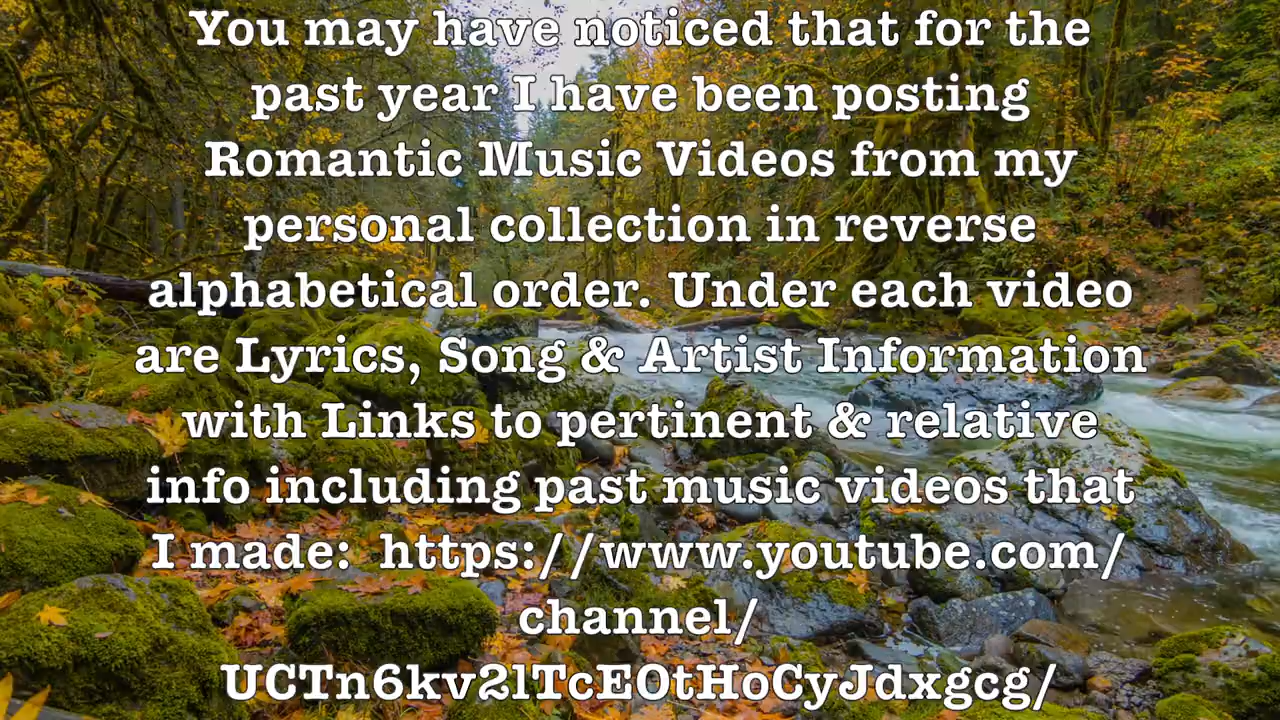 You may have noticed that for the
past year I have been posting
Romantic Music Videos from my
personal collection in reverse
alphabetical order. Under each video
are Lyrics, Song & Artist Information
with Links to pertinent & relative
info including past music videos that
I made:  https://www.youtube.com/
channel/
UCTn6kv2lTcEOtHoCyJdxgcg/